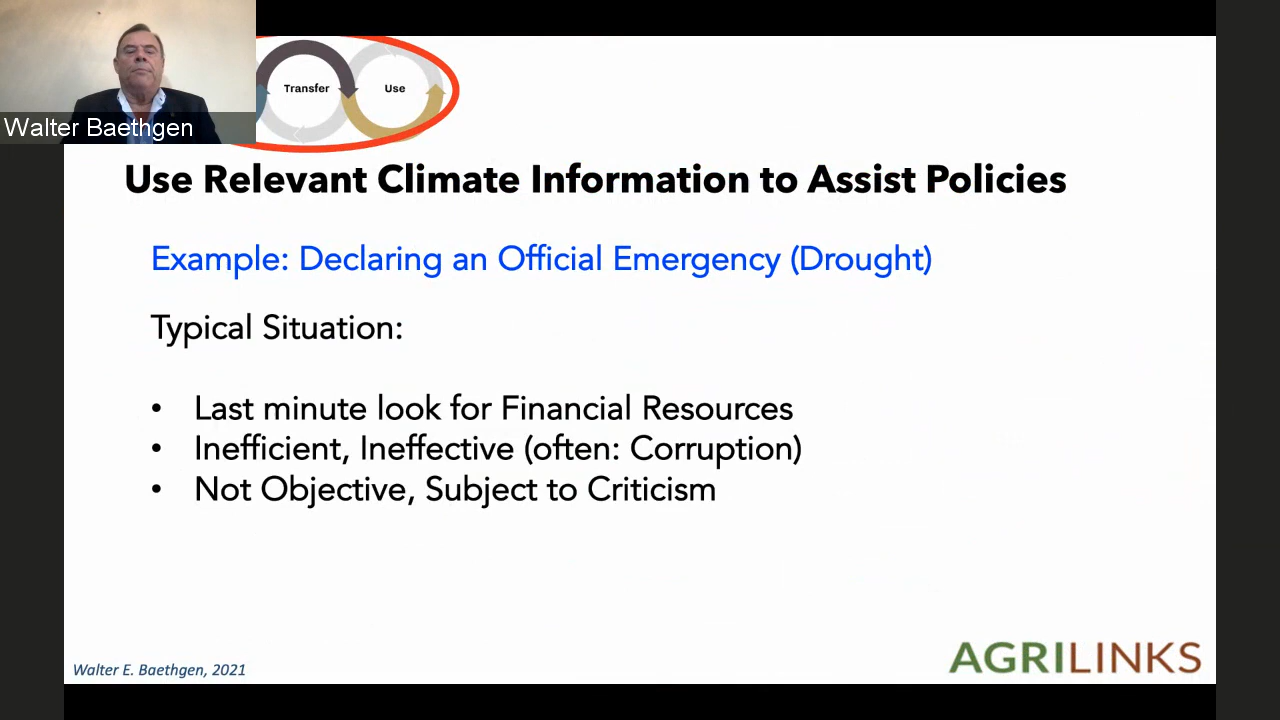 Transfer
Use
Walter Baethgen
Use Relevant Climate Information to Assist Policies
Example: Declaring an Official Emergency (Drought)
Typical Situation:
• Last minute look for Financial Resources
• Inefficient, Ineffective (often: Corruption)
• Not Objective, Subject to Criticism
Walter E. Baethgen, 2021
AGRILINKS